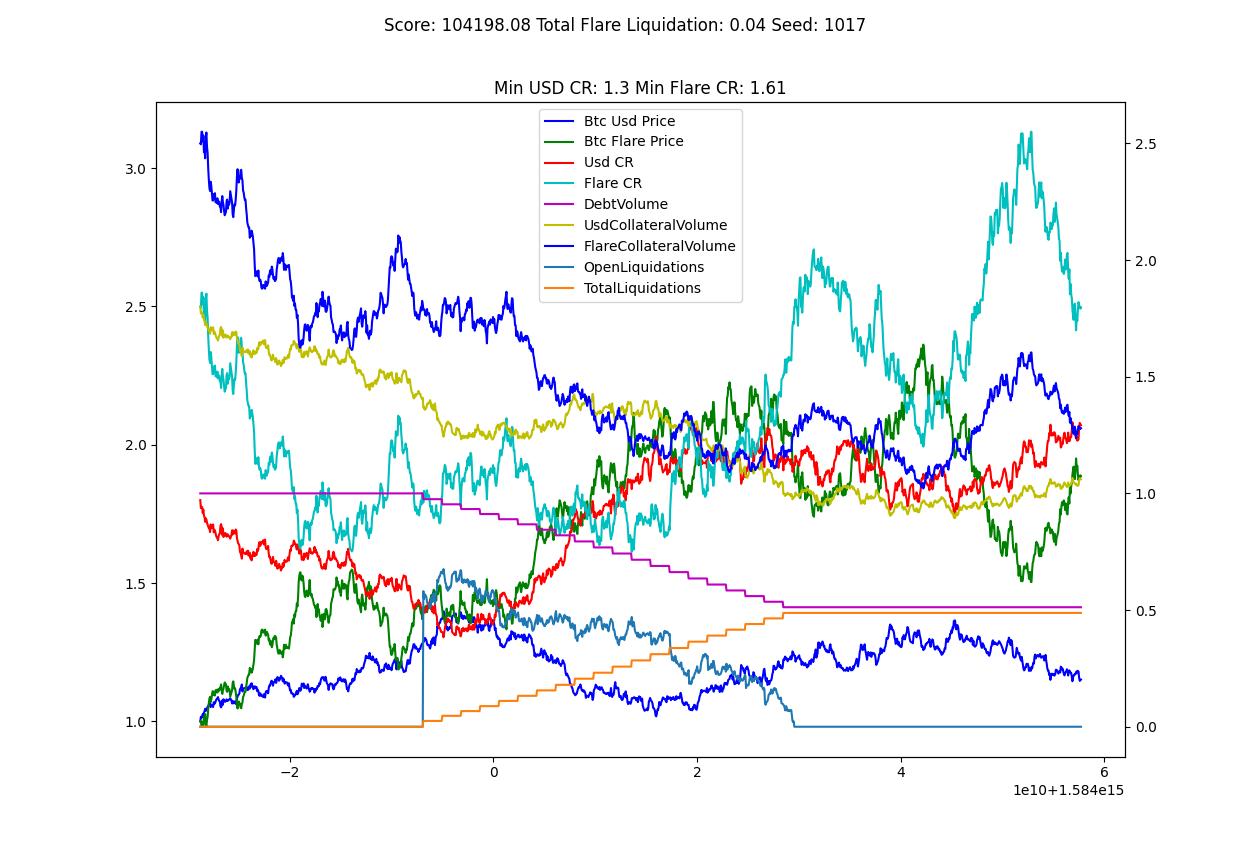 Score: 104198.08 Total Flare Liquidation: 0.04 Seed: 1017
Min USD CR: 1.3 Min Flare CR: 1.61
Btc Usd Price
Btc Flare Price
Usd CR
Flare CR
DebtVolume
UsdCollateralVolume
FlareCollateralVolume
OpenLiquidations
TotalLiquidations
3.0
2.5
2.0
1.5
1.0
2.5
2.0
1.5
1.0
0.5
0.0
−2 0 2 4 6
1e10+1.584e15